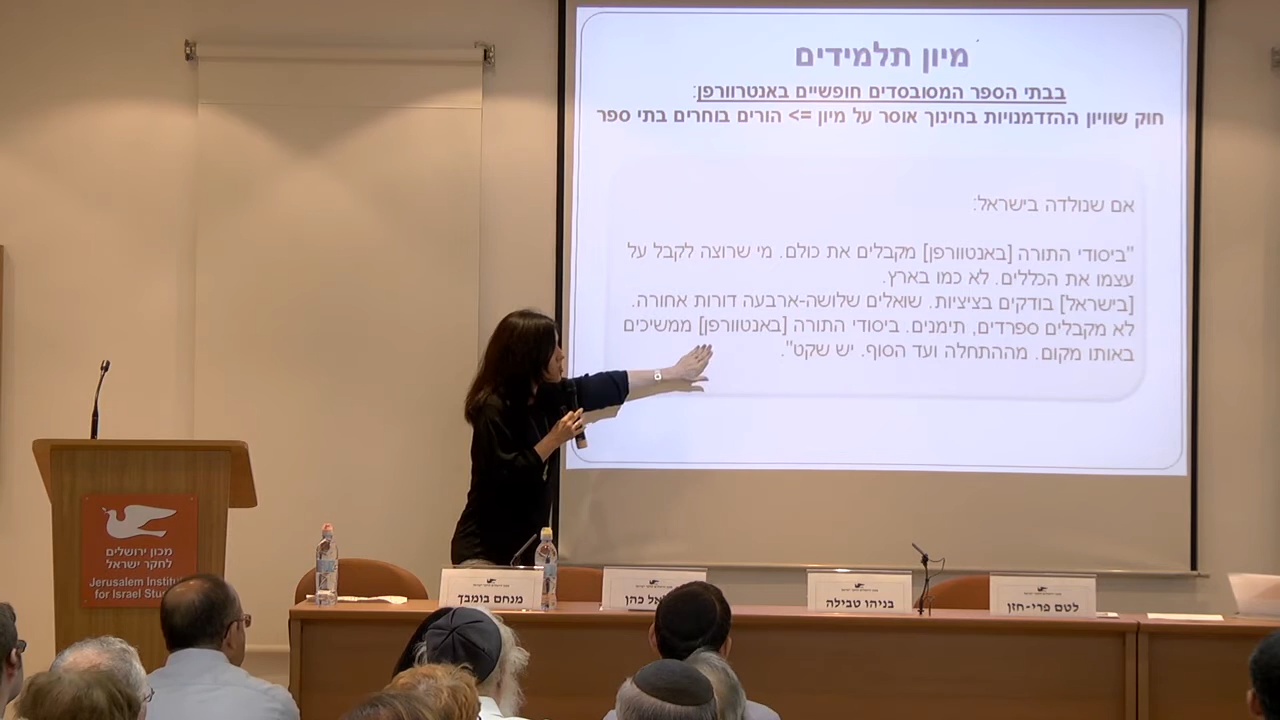 מיון תלמידים
בבתי הספר המסובסדים חופשיים באנטרוורפן:
חוק שוויון ההזדמנויות בחינוך אוסר על מיון => הורים בוחרים בתי ספר
אם שנולדה בישראל:
"ביסודי התורה [באנטוורפן] מקבלים את כולם. מי שרוצה לקבל על
עצמו את הכללים. לא כמו בארץ.
[בישראל] בודקים בציציות. שואלים שלושה-ארבעה דורות אחורה.
לא מקבלים ספרדים, תימנים. ביסודי התורה [באנטוורפן] ממשיכים
באותו מקום. מההתחלה ועד הסוף. יש שקט".
מכון ירושלים
לחקר ישראל
Jerusalem Institute
for Israel
מנחם בומבך
כהן
בניהו טבילה
לטם פרי-חזן